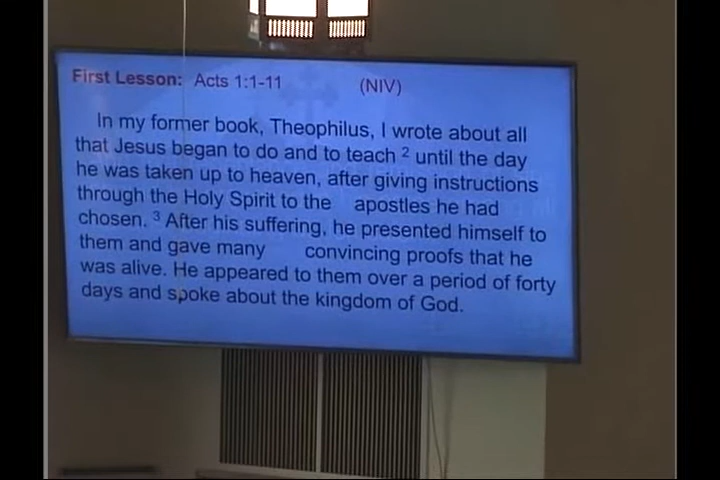 First Lesson: Acts 1:1-11 (NIV)
In my former book, Theophilus, I wrote about all
that Jesus began to do and to teach ² until the day
he was taken up to heaven, after giving instructions
through the Holy Spirit to the apostles he had
chosen. ³ After his suffering, he presented himself to
them and gave many convincing proofs that he
was alive. He appeared to them over a period of forty
days and spoke about the kingdom of God.